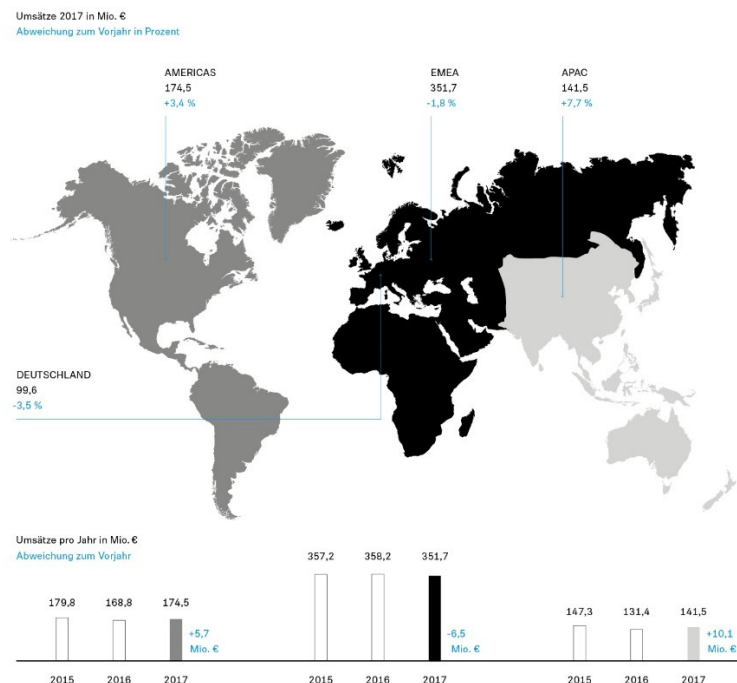 Umsätze 2017 in Mio. €
Abweichung zum Vorjahr in Prozent
AMERICAS
174,5
+3,4 %
EMEA
351,7
-1,8 %
APAC
141,5
+7,7 %
DEUTSCHLAND
99,6
-3,5 %
Umsätze pro Jahr in Mio. €
Abweichung zum Vorjahr
179,8 168,8 174,5
+5,7
Mio. €
2015 2016 2017
357,2 358,2 351,7
-6,5
Mio. €
2015 2016 2017
147,3 131,4 141,5
+10,1
Mio. €
2015 2016 2017